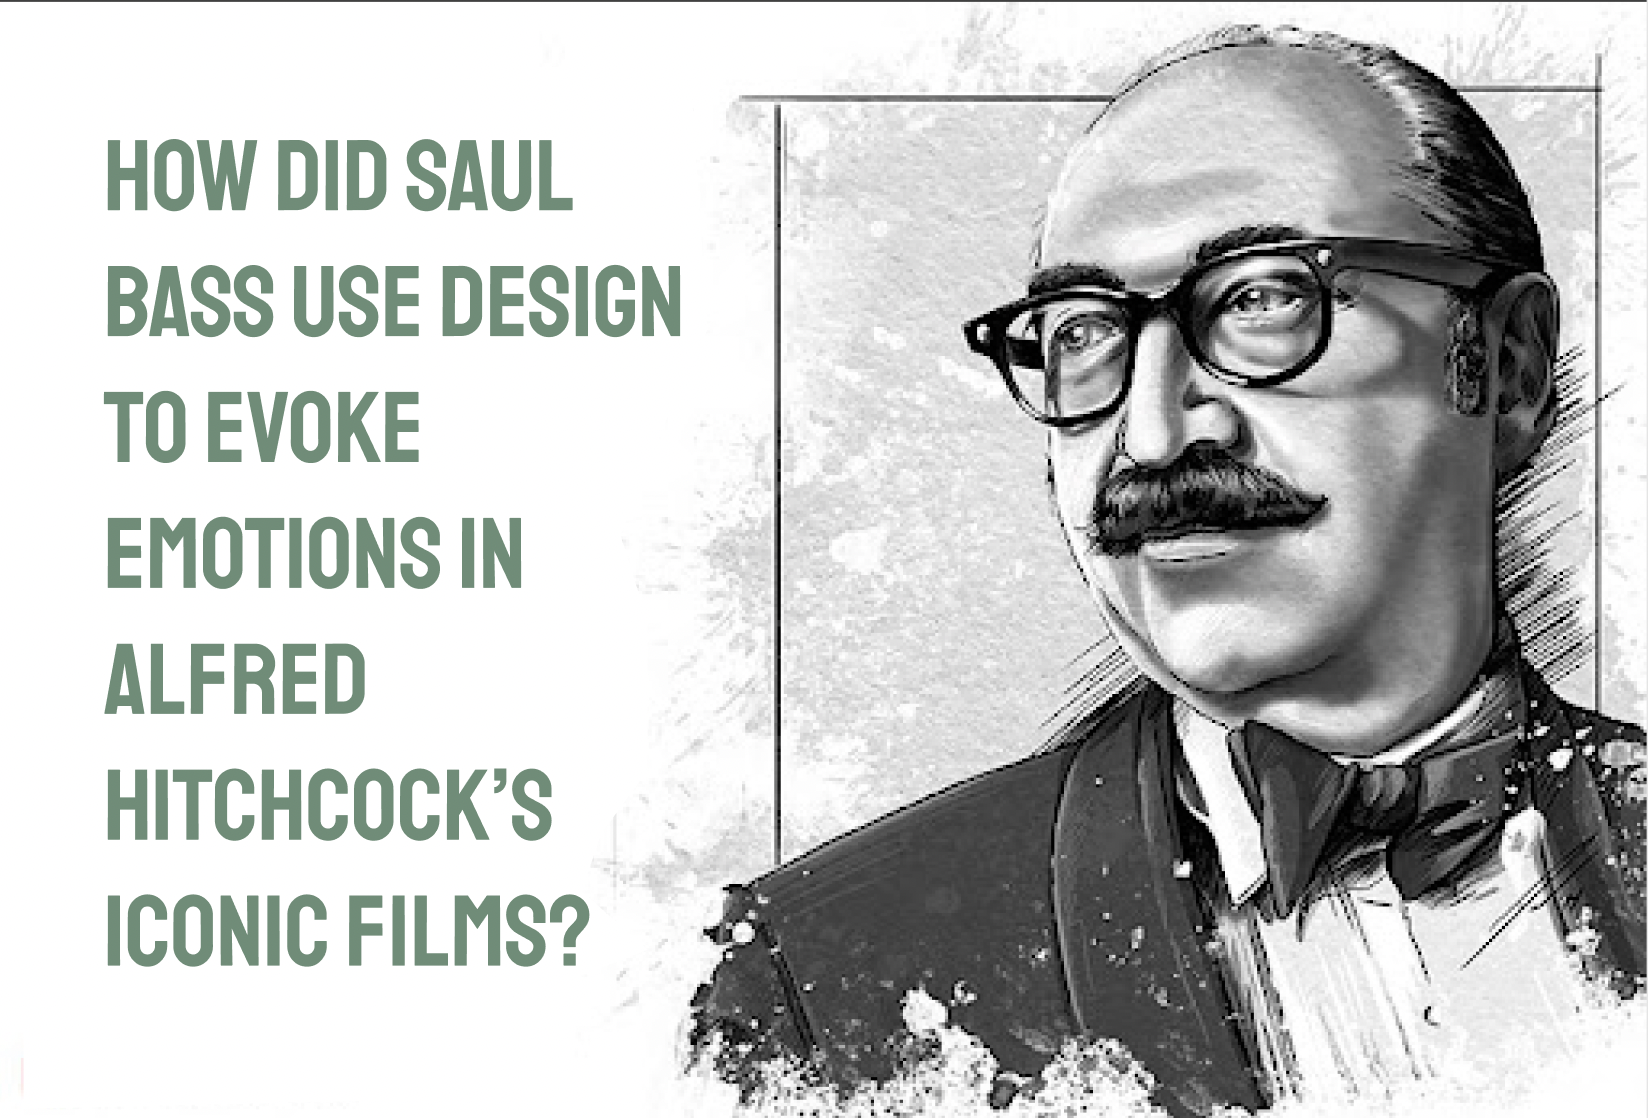 HOW DID SAUL
BASS USE DESIGN
TO EVOKE
EMOTIONS IN
ALFRED
HITCHCOCK’S
ICONIC FILMS?